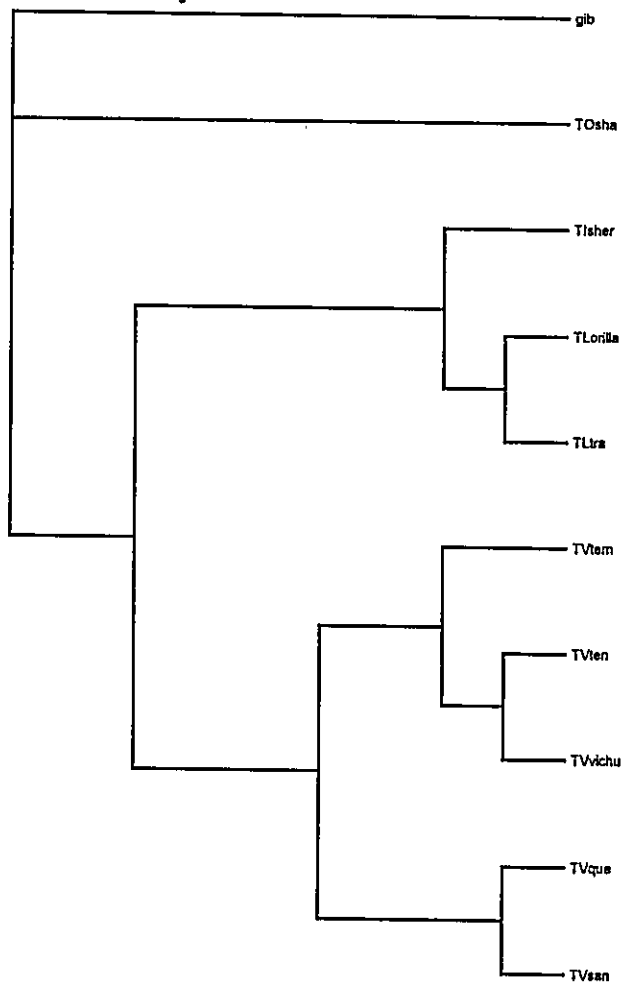 gib
TOsha
TIsher
TLorilla
TLtra
TVtem
TVten
TVvichu
TVque
TVsan